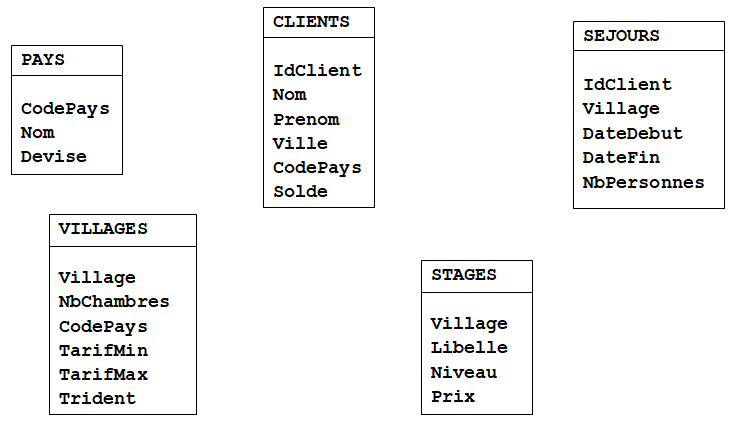 PAYS
CodePays
Nom
Devise
CLIENTS
IdClient
Nom
Prenom
Ville
CodePays
Solde
SEJOURS
IdClient
Village
DateDebut
DateFin
NbPersonnes
VILLAGES
Village
NbChambres
CodePays
TarifMin
TarifMax
Trident
STAGES
Village
Libelle
Niveau
Prix